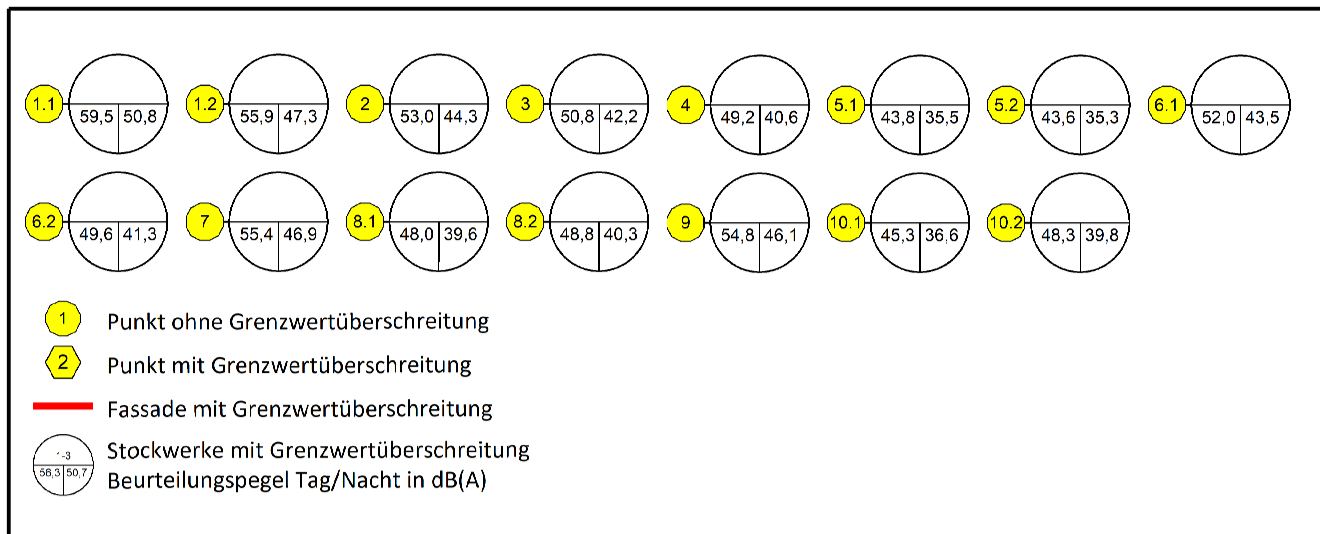 1.1 59,5 50,8 1.2 55,9 47,3 2 53,0 44,3 3 50,8 42,2 4 49,2 40,6 5.1 43,8 35,5 5.2 43,6 35,3 6.1 52,0 43,5
6.2 49,6 41,3 7 55,4 46,9 8.1 48,0 39,6 8.2 48,8 40,3 9 54,8 46,1 10.1 45,3 36,6 10.2 48,3 39,8
1 Punkt ohne Grenzwertüberschreitung
2 Punkt mit Grenzwertüberschreitung
Fassade mit Grenzwertüberschreitung
1-3 Stockwerke mit Grenzwertüberschreitung
56,3 50,7 Beurteilungspegel Tag/Nacht in dB(A)